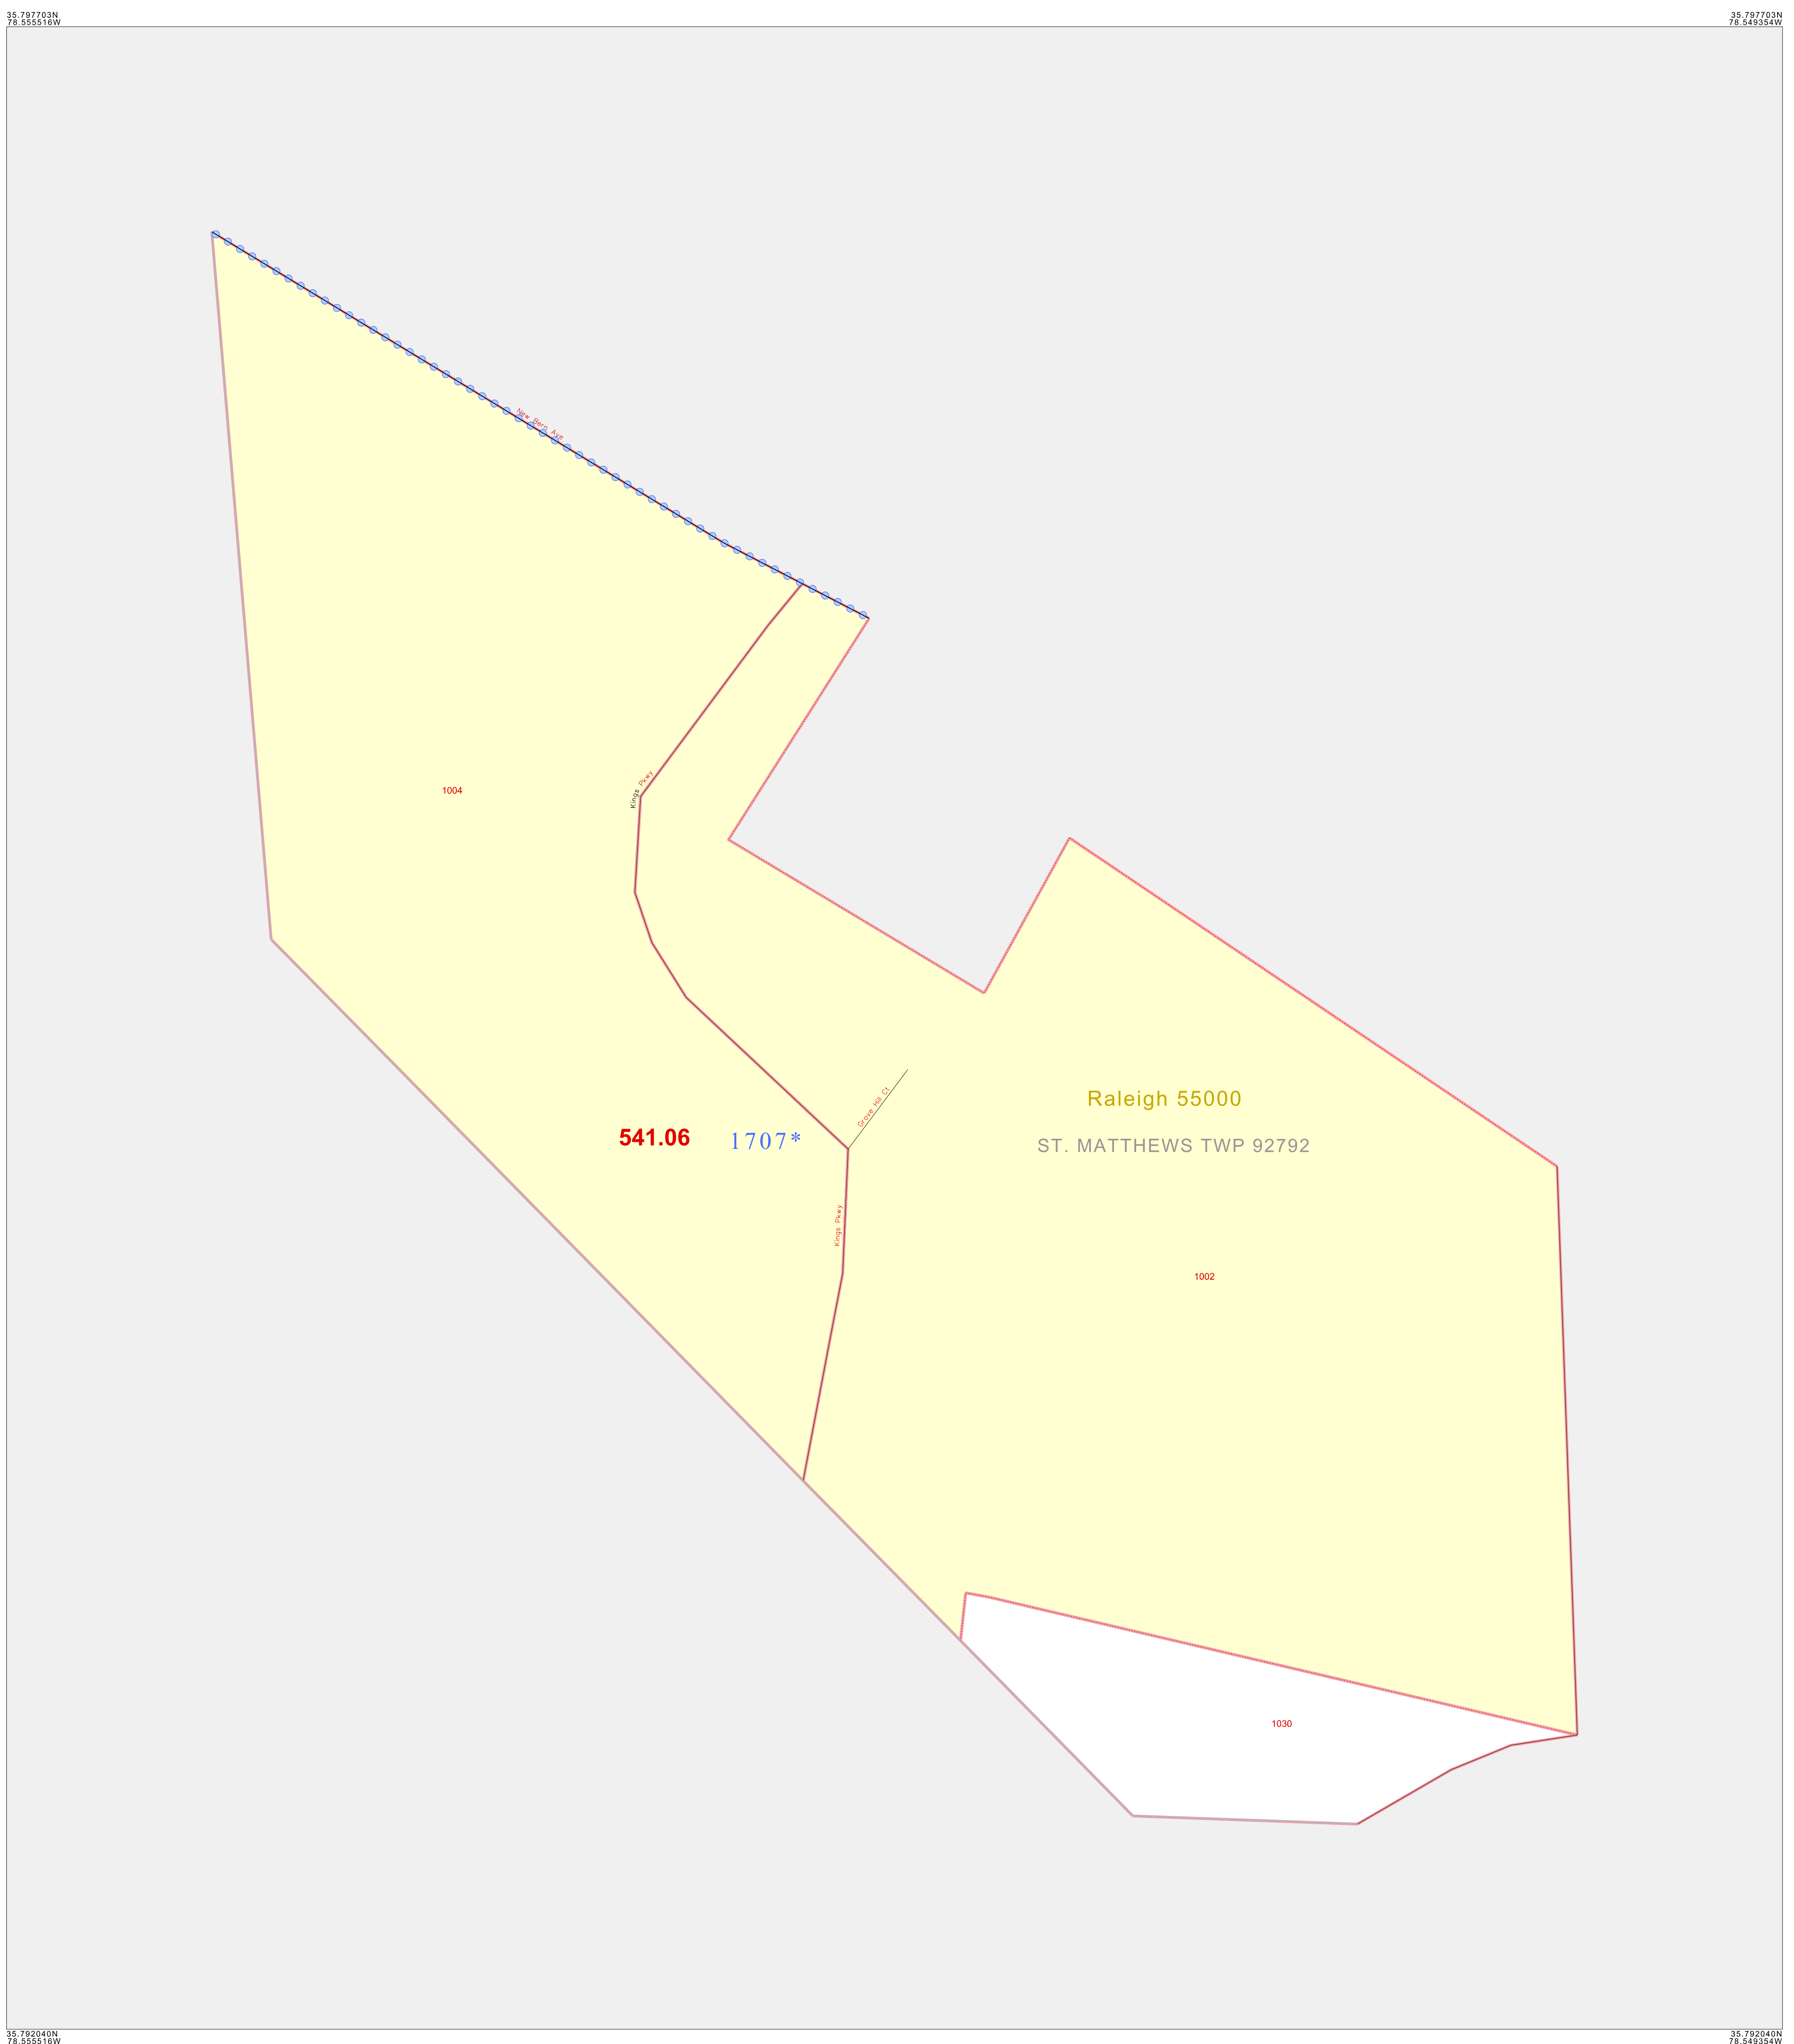 35.797703N
78.555516W
35.797703N
78.549354W
New Bern Ave
1004
Kings Pkwy
Grove Hill Ct
Raleigh 55000
541.06
1707*
ST. MATTHEWS TWP 92792
Kings Pkwy
1002
1030
35.792040N
78.555516W
35.792040N
78.549354W